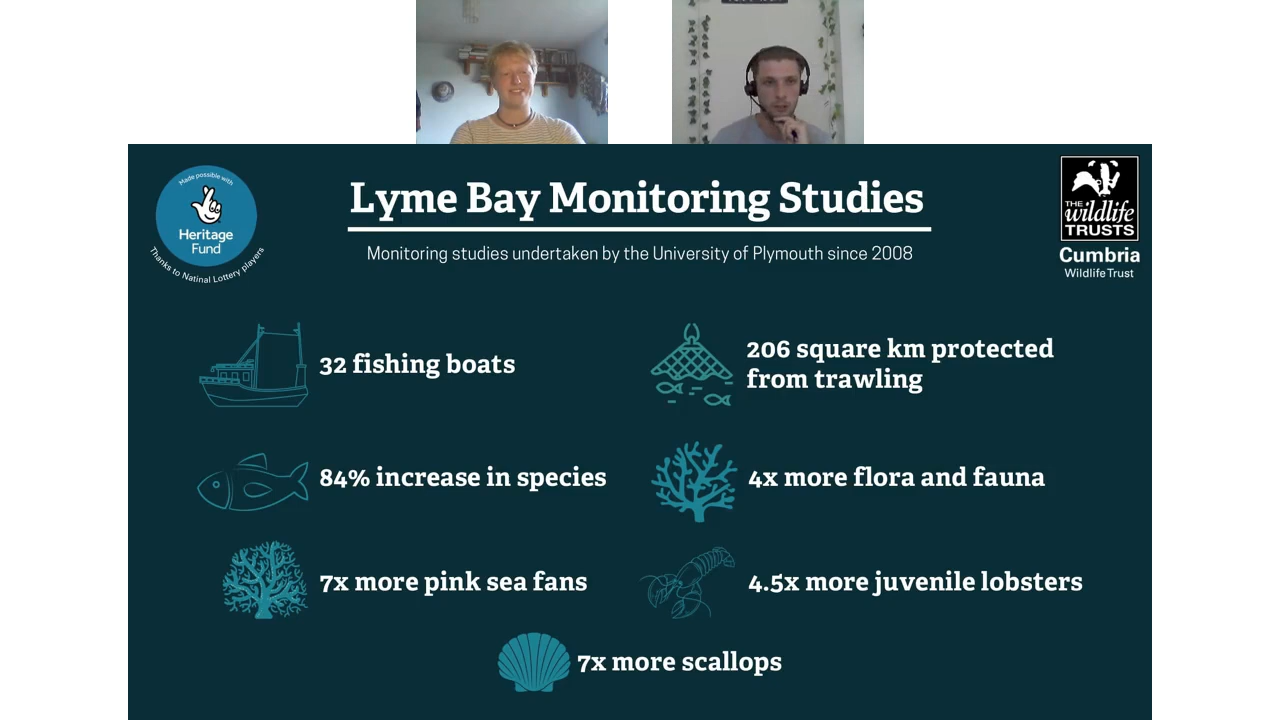 Made possible with
Heritage
Fund
Thanks to Natinal Lottery players
Lyme Bay Monitoring Studies
Monitoring studies undertaken by the University of Plymouth since 2008
THE
wildlife
TRUSTS
Cumbria
Wildlife Trust
32 fishing boats
206 square km protected
from trawling
84% increase in species
4x more flora and fauna
7x more pink sea fans
4.5x more juvenile lobsters
7x more scallops